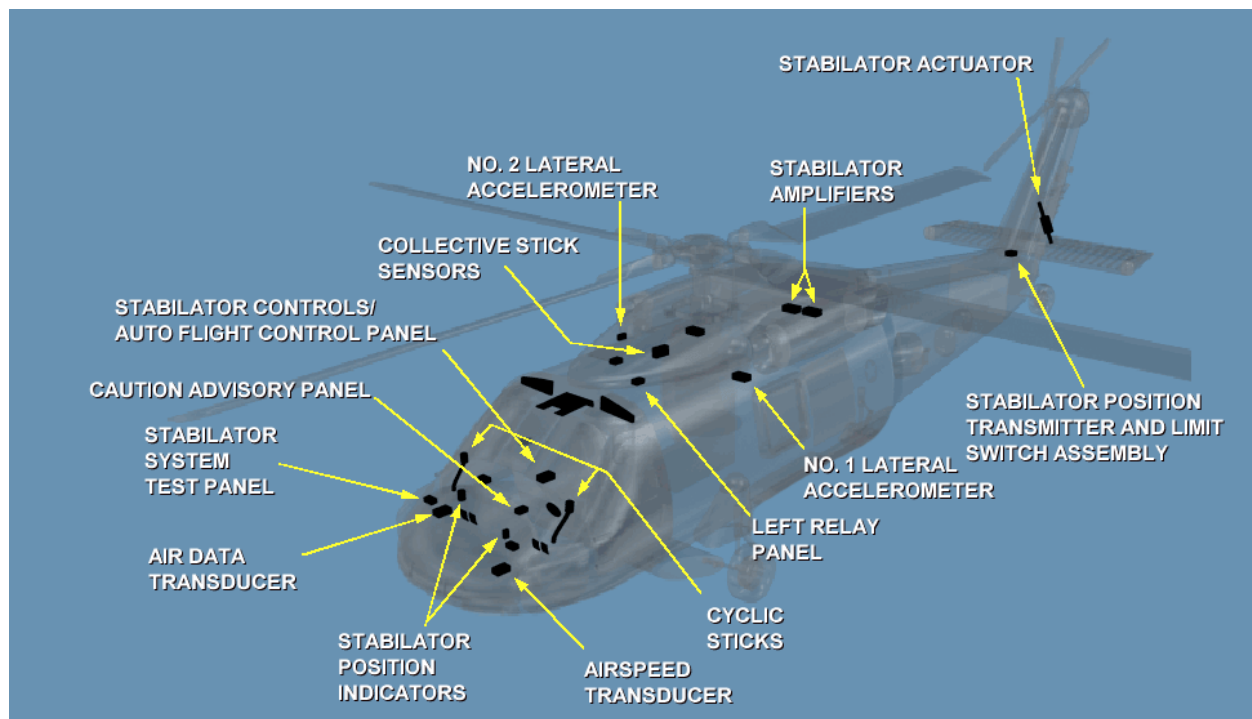 STABILATOR ACTUATOR
NO. 2 LATERAL
ACCELEROMETER
STABILATOR
AMPLIFIERS
COLLECTIVE STICK
SENSORS
STABILATOR CONTROLS/
AUTO FLIGHT CONTROL PANEL
CAUTION ADVISORY PANEL
STABILATOR
SYSTEM
TEST PANEL
STABILATOR POSITION
TRANSMITTER AND LIMIT
SWITCH ASSEMBLY
NO. 1 LATERAL
ACCELEROMETER
LEFT RELAY
PANEL
AIR DATA
TRANSDUCER
CYCLIC
STICKS
STABILATOR
POSITION
INDICATORS
AIRSPEED
TRANSDUCER